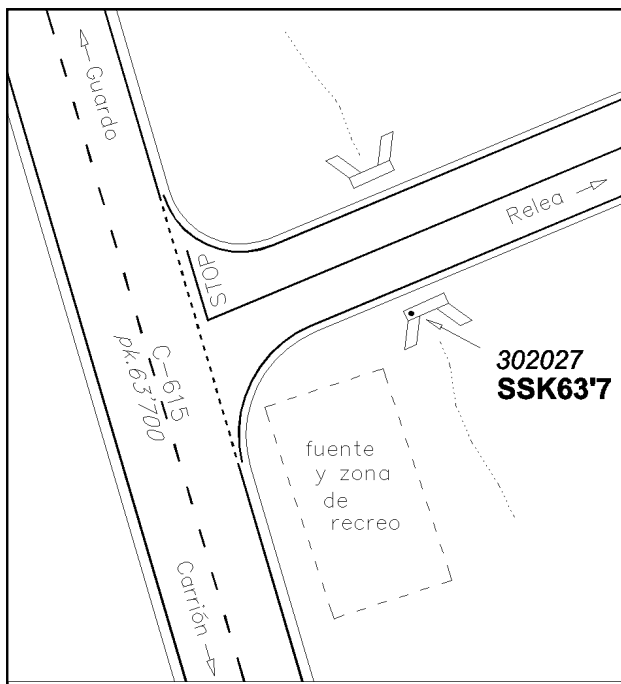 Guardo
Relea
STOP
C-615
pk.63'700
302027
SSK63'7
fuente
y zona
de
recreo
Carrión